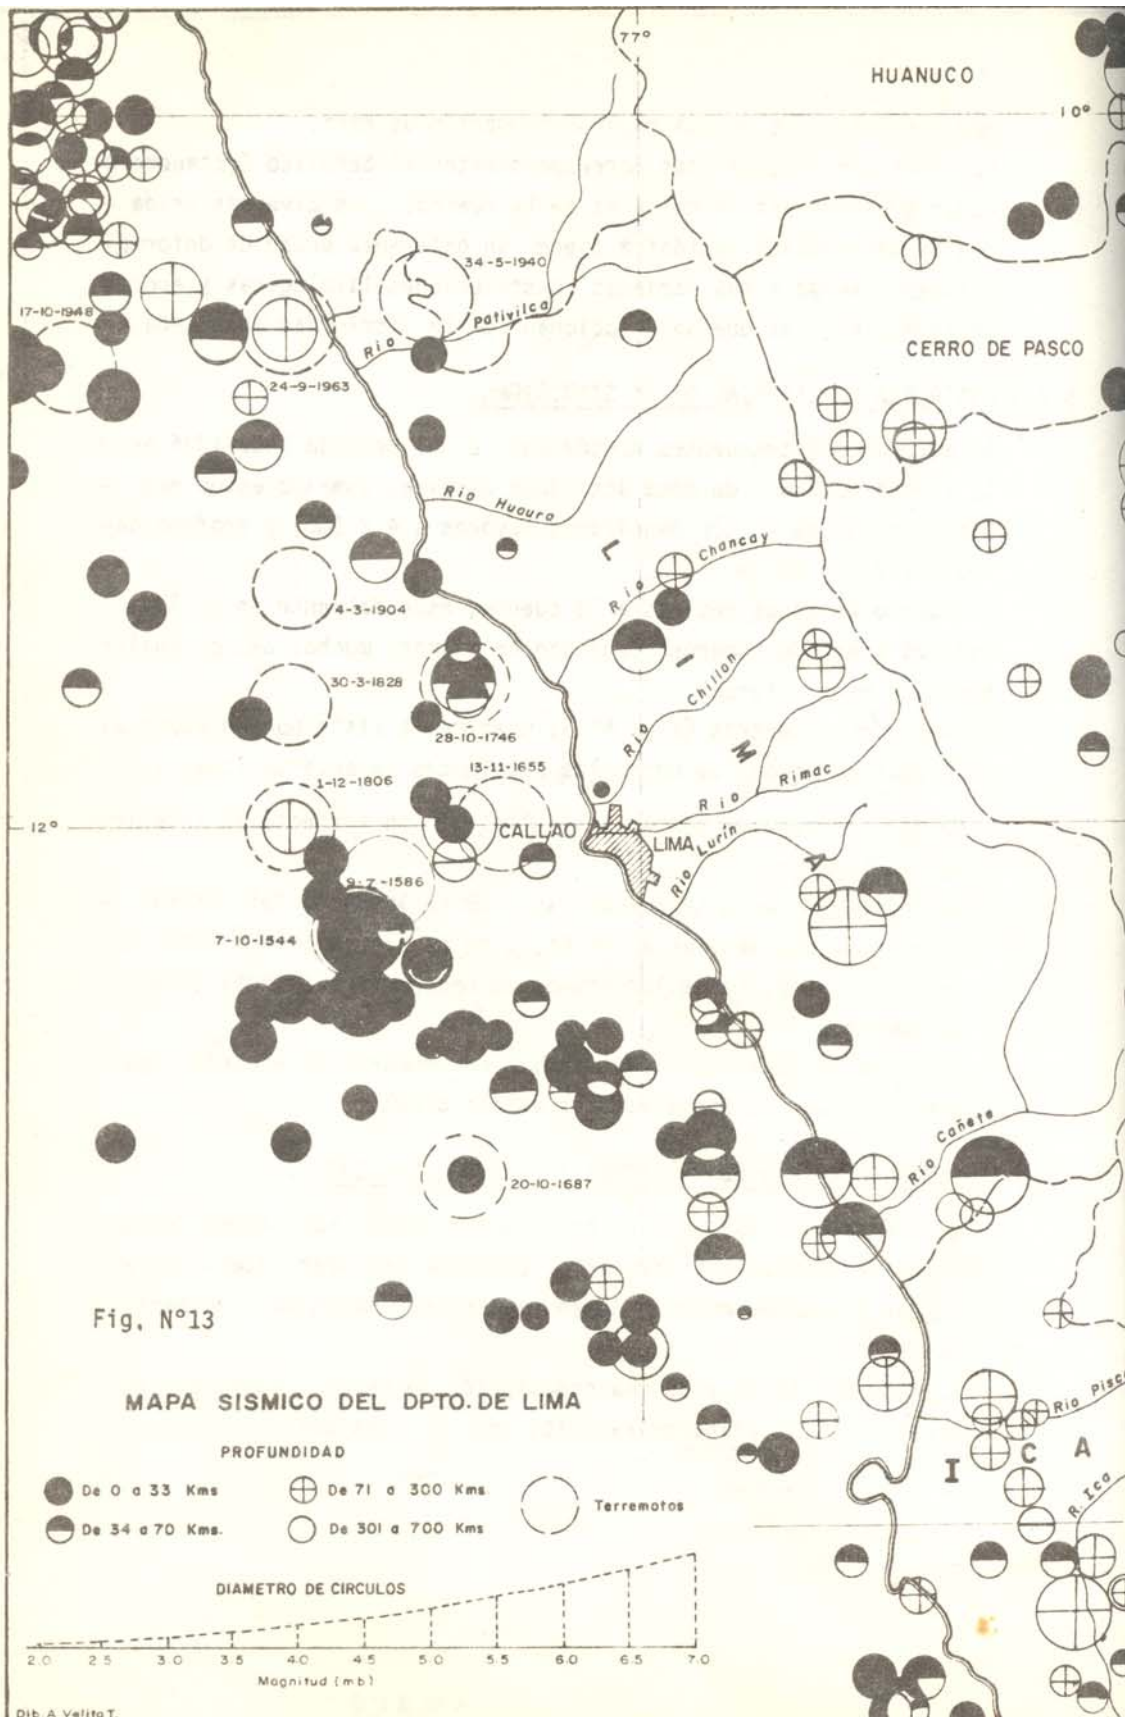 77°
HUANUCO
10°
34-5-1940
17-10-1948
Rio Pativilca
CERRO DE PASCO
24-9-1963
Rio Huaura
L I M A
Rio Chancay
4-3-1904
30-3-1828
Rio Chillon
28-10-1746
13-11-1655
1-12-1806
Rio Rimac
12°
CALLAO
LIMA
Rio Lurín
9-7-1586
7-10-1544
Rio Cañete
20-10-1687
Fig. N°13
MAPA SISMICO DEL DPTO. DE LIMA
Rio Pisc
I C A
R. Ica
PROFUNDIDAD
De 0 a 33 Kms
De 71 a 300 Kms.
Terremotos
De 34 a 70 Kms.
De 301 a 700 Kms
DIAMETRO DE CIRCULOS
2.0 2.5 3.0 3.5 4.0 4.5 5.0 5.5 6.0 6.5 7.0
Magnitud (mb)
Dib. A. Velita T.